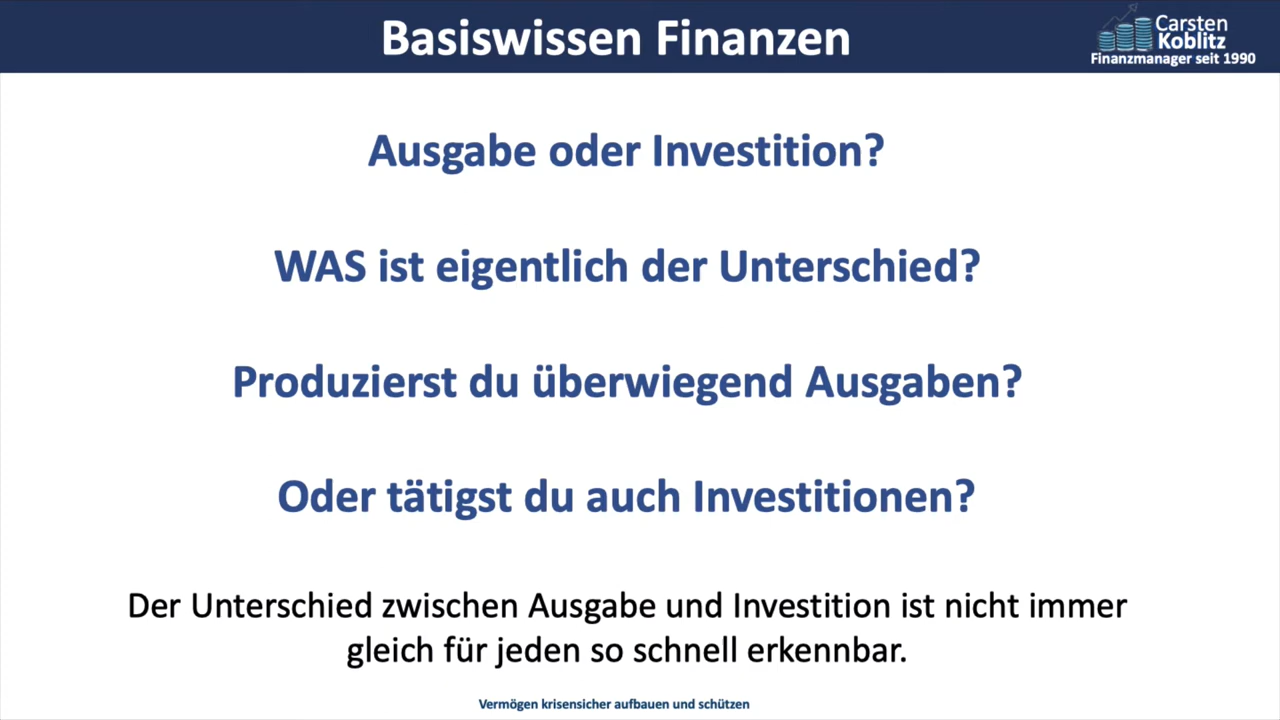 Basiswissen Finanzen
Carsten
Koblitz
Finanzmanager seit 1990
Ausgabe oder Investition?
WAS ist eigentlich der Unterschied?
Produzierst du überwiegend Ausgaben?
Oder tätigst du auch Investitionen?
Der Unterschied zwischen Ausgabe und Investition ist nicht immer
gleich für jeden so schnell erkennbar.
Vermögen krisensicher aufbauen und schützen